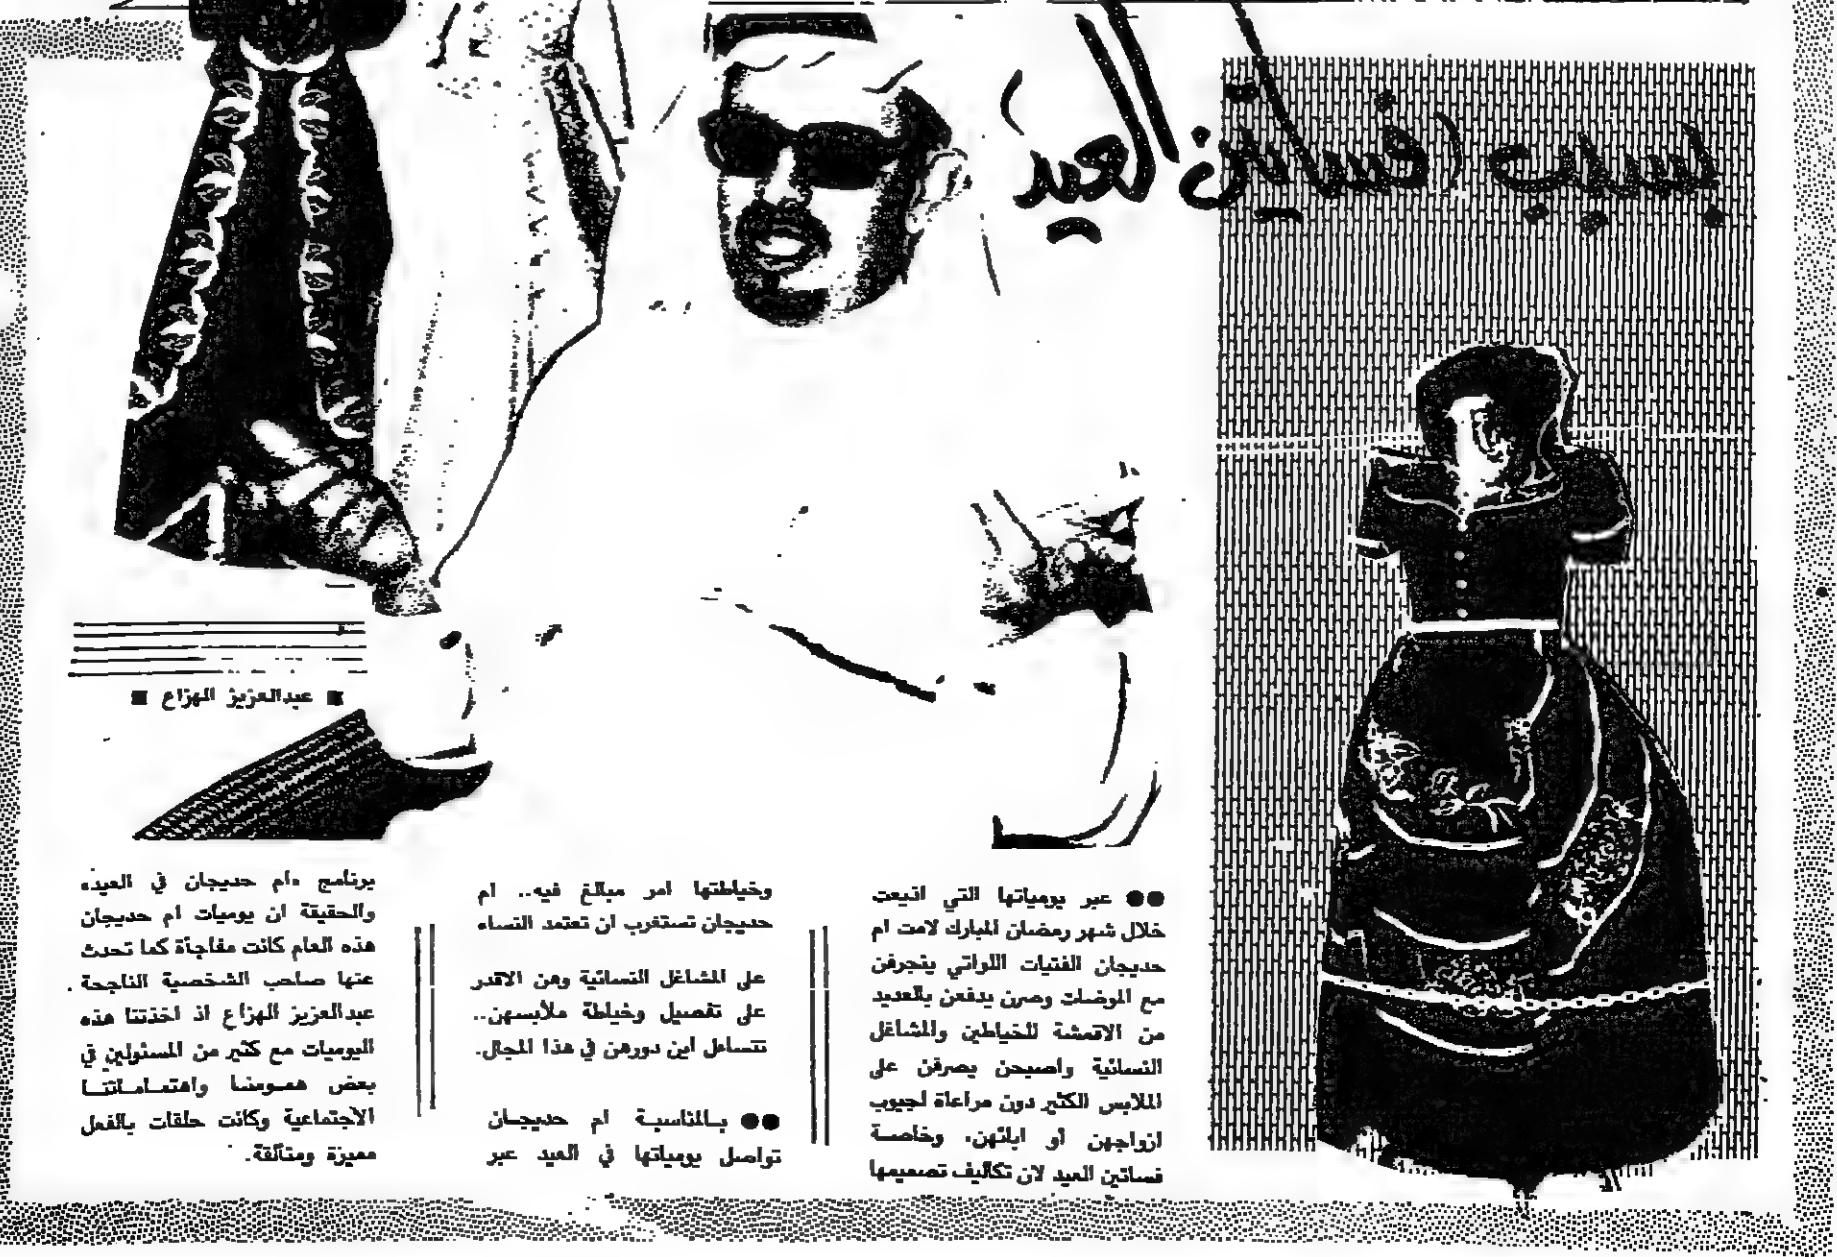 بسبب (فساتين العيد)
■ عبدالعزيز الهزاع ■
●● عبر يومياتها التي اذيعت
خلال شهر رمضان المبارك لامت ام
حديجان الفتيات اللواتي ينجرفن
مع الموضات وصرن يدفعن بالعديد
من الاقمشة للخياطين والمشاغل
النسائية واصبحن يصرفن على
الملابس الكثير دون مراعاة لجيوب
ازواجهن أو ابائهن. وخاصة
فساتين العيد لان تكاليف تصميمها
وخياطتها امر مبالغ فيه.. ام
حديجان تستغرب ان تعتمد النساء
على المشاغل النسائية وهن الاقدر
على تفصيل وخياطة ملابسهن..
تتساءل اين دورهن في هذا المجال.
●● بـالمناسبـة ام حديجـان
تواصل يومياتها في العيد عبر
برنامج «ام حديجان في العيد»
والحقيقة ان يوميات ام حديجان
هذه العام كانت مفاجأة كما تحدث
عنها صاحب الشخصية الناجحة
عبدالعزيز الهزاع اذ اخذتنا هذه
اليوميات مع كثير من المسئولين في
بعض همـومنـا واهتمـامـاتنـا
الاجتماعية وكانت حلقات بالفعل
مميزة ومتألقة.